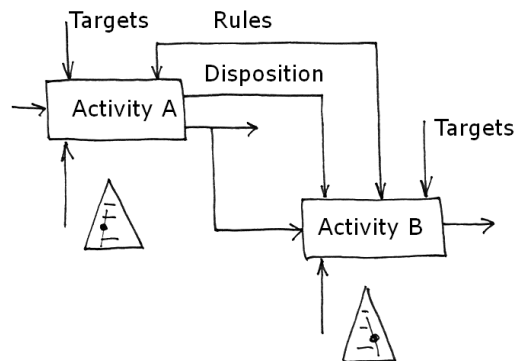 Targets
Rules
Disposition
Activity A
Targets
Activity B